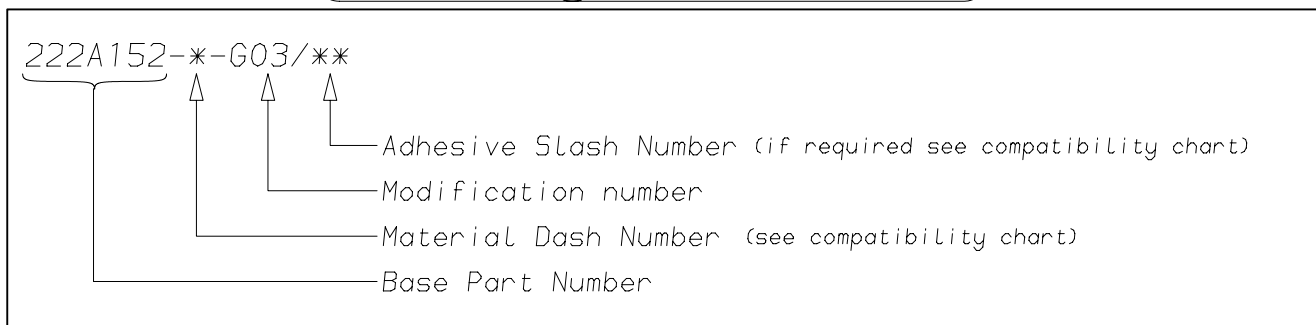 222A152-*-G03/**
Adhesive Slash Number (if required see compatibility chart)
Modification number
Material Dash Number (see compatibility chart)
Base Part Number